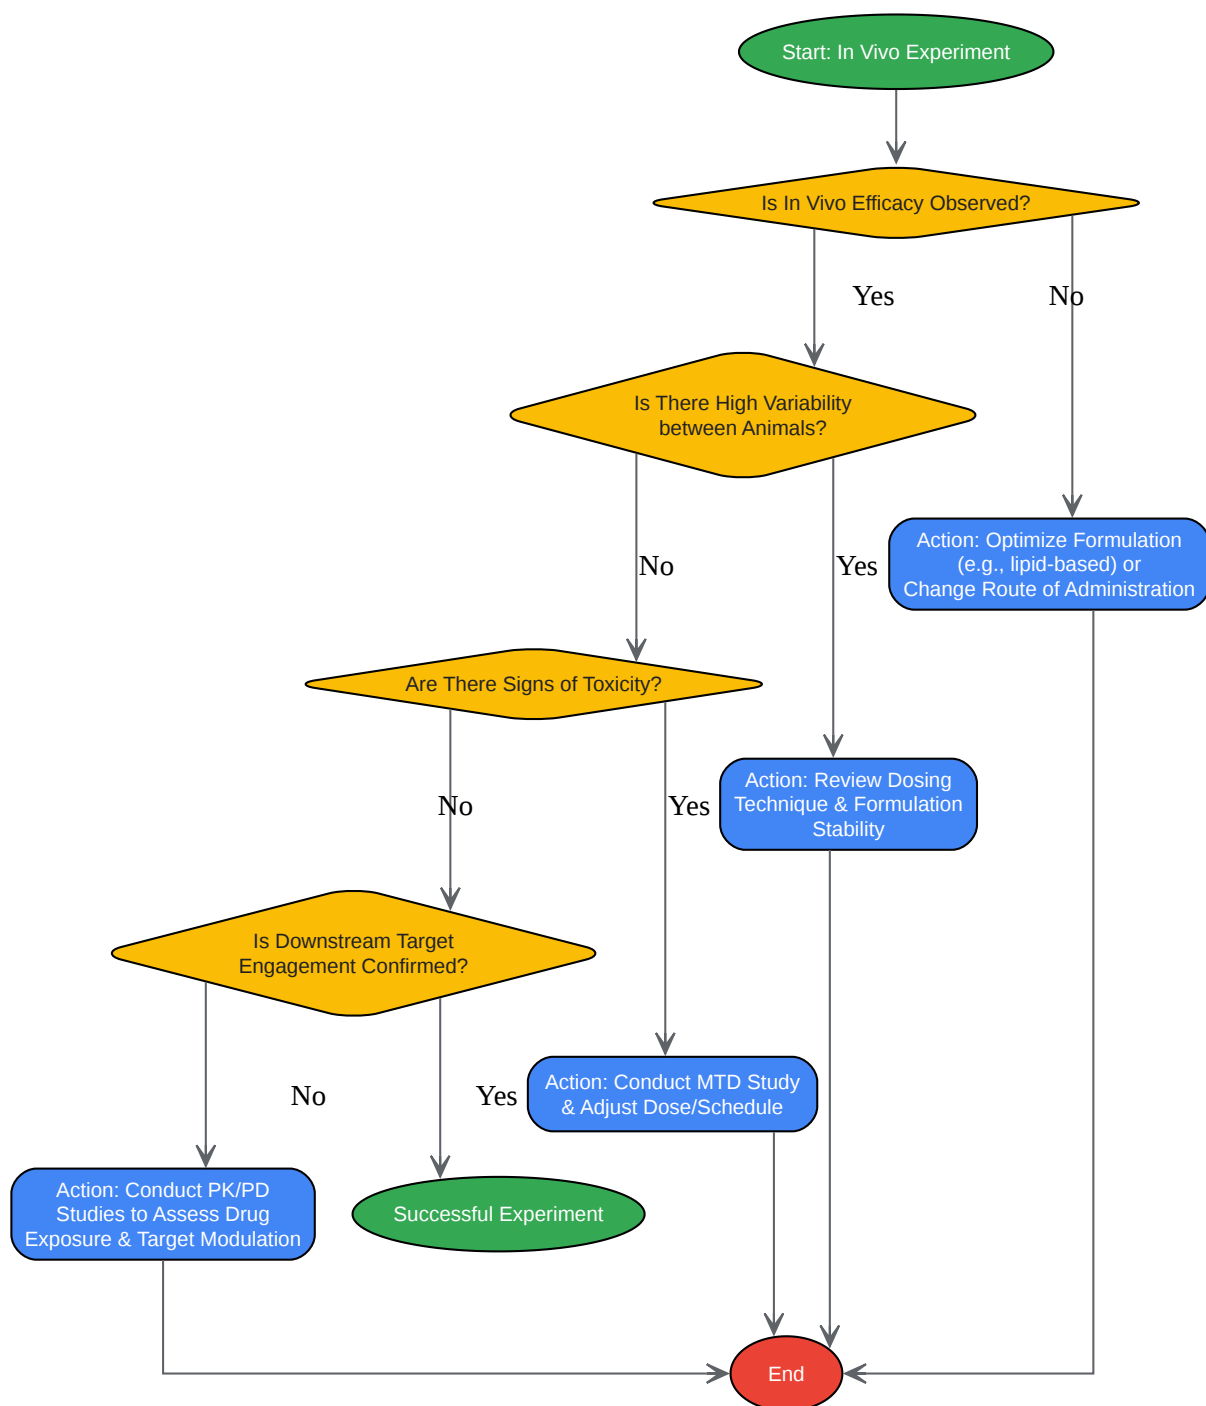 Start: In Vivo Experiment
Is In Vivo Efficacy Observed?
Yes
No
Is There High Variability
between Animals?
No
Yes
Action: Optimize Formulation
(e.g., lipid-based) or
Change Route of Administration
Are There Signs of Toxicity?
No
Yes
Action: Review Dosing
Technique & Formulation
Stability
Is Downstream Target
Engagement Confirmed?
No
Yes
Action: Conduct MTD Study
& Adjust Dose/Schedule
Action: Conduct PK/PD
Studies to Assess Drug
Exposure & Target Modulation
Successful Experiment
End